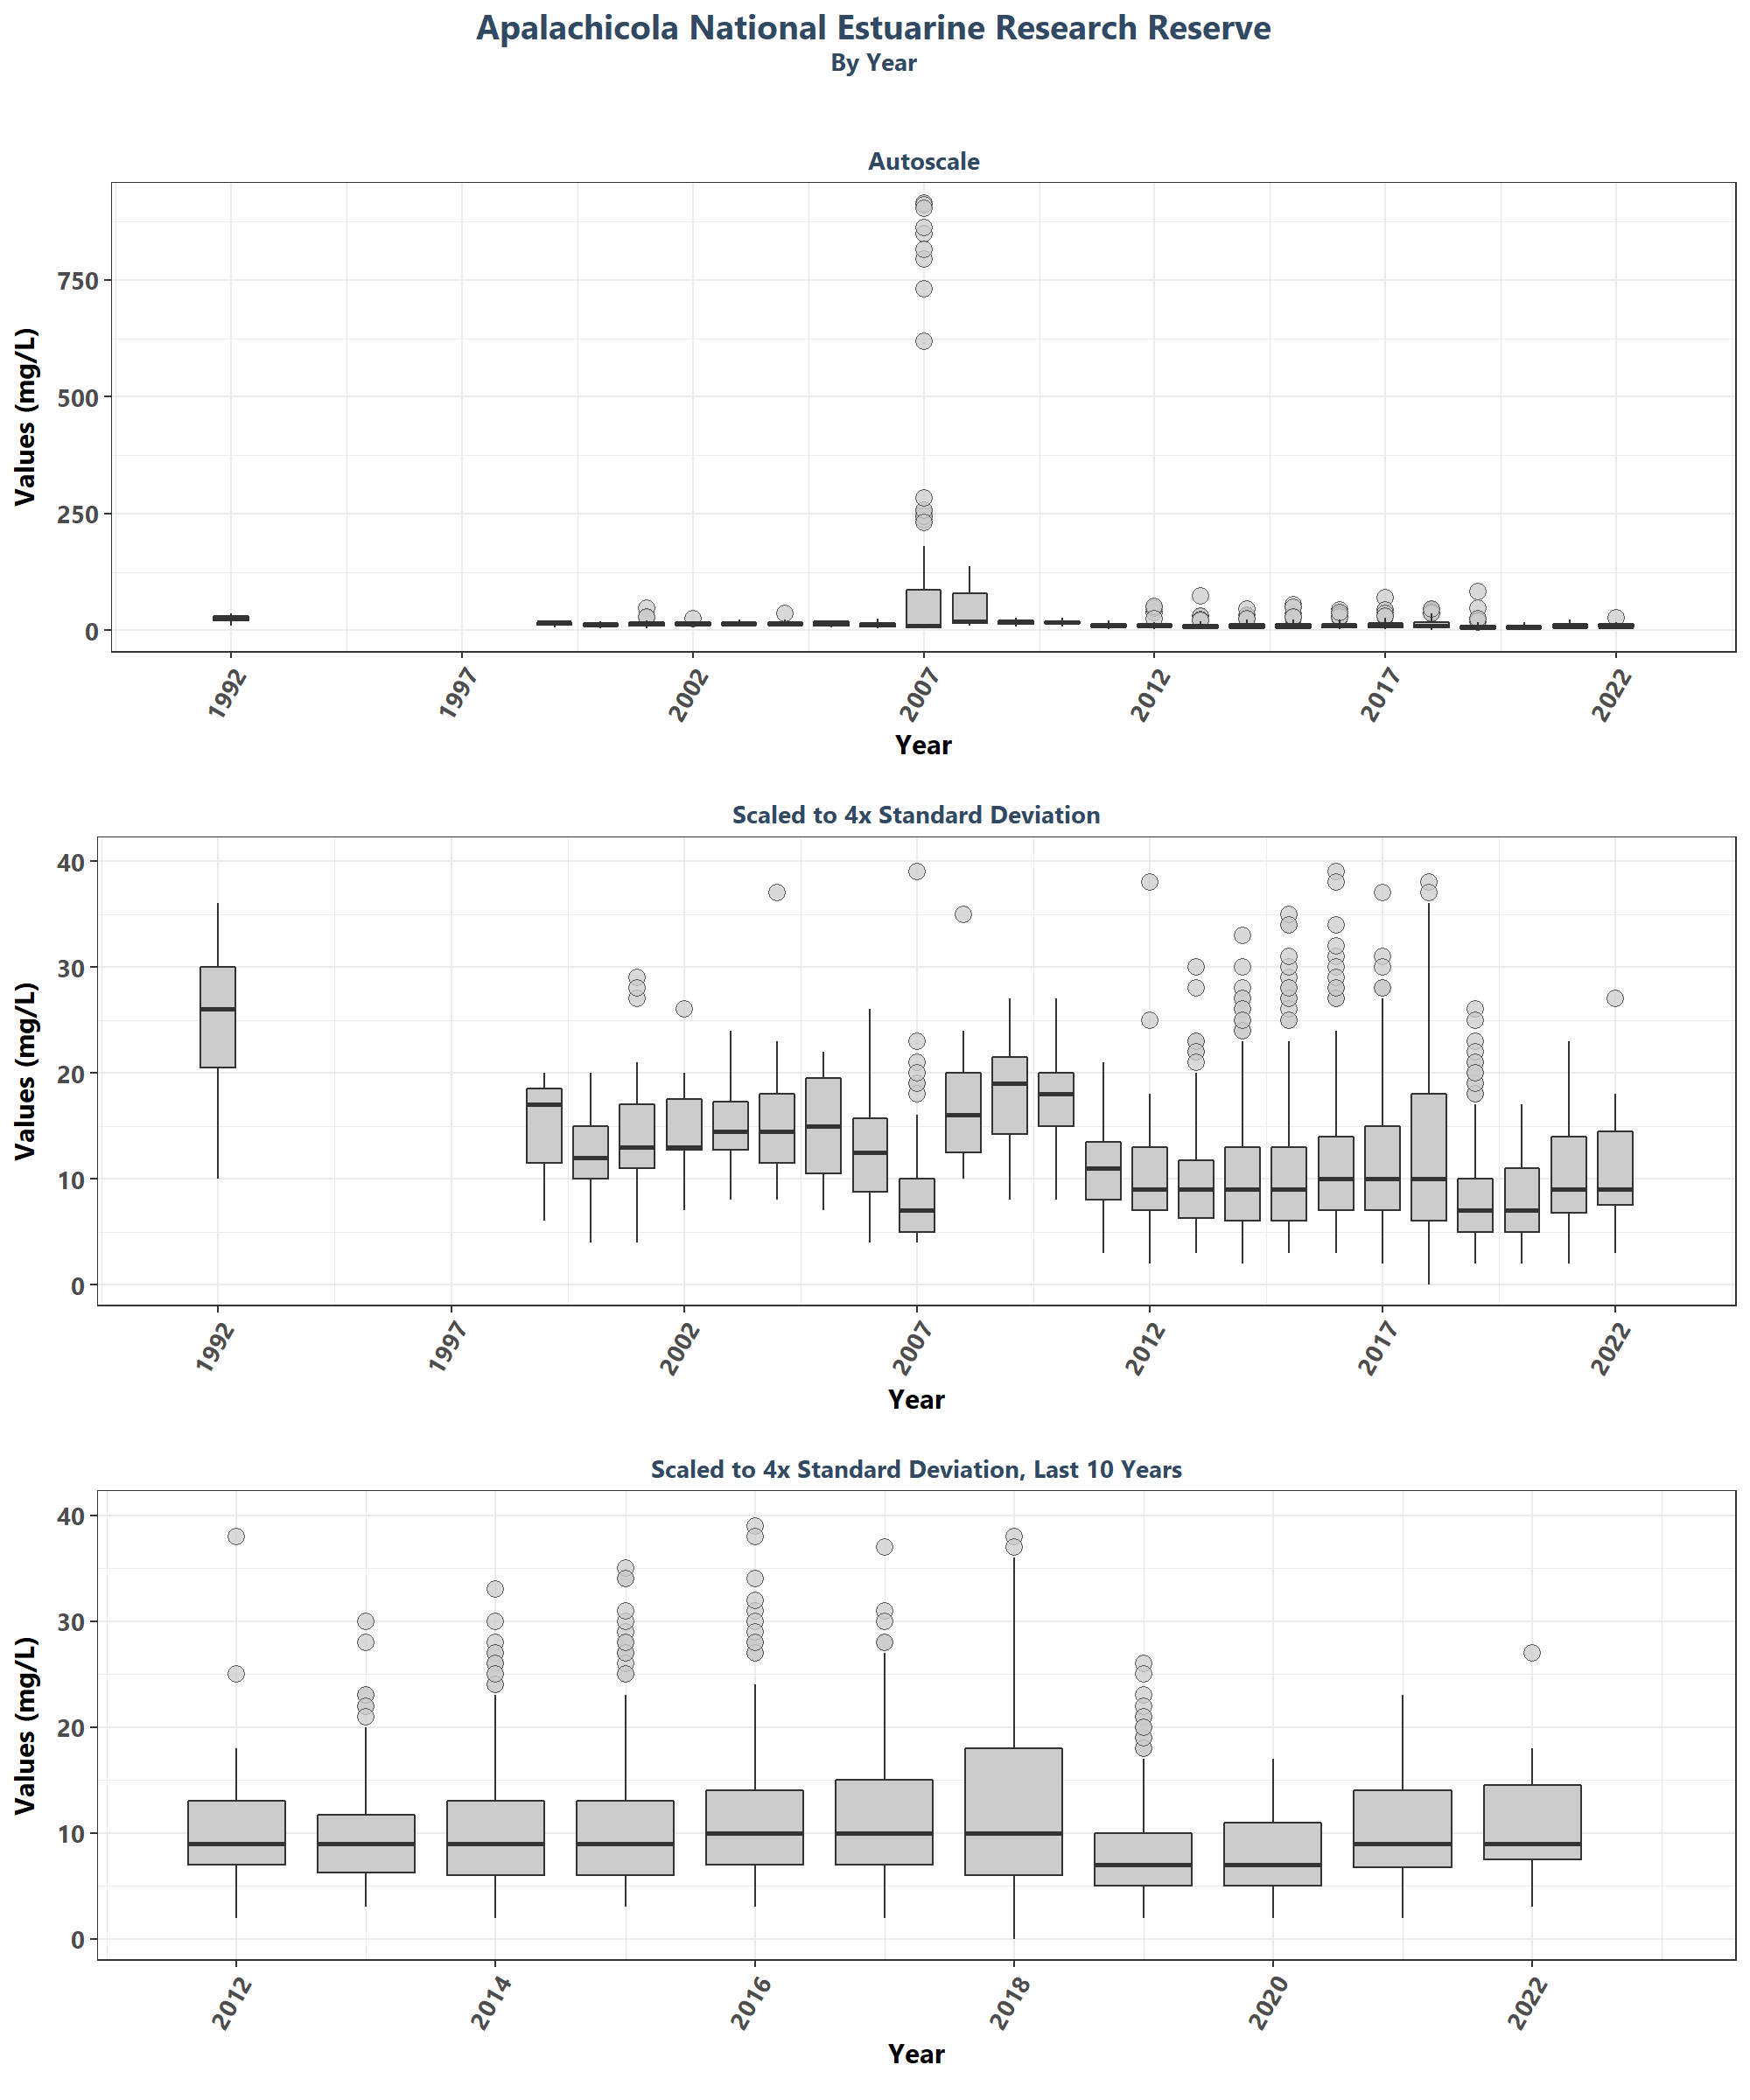 Apalachicola National Estuarine Research Reserve
By Year
Autoscale
Values (mg/L)
750
500
250
0
1992 1997 2002 2007 2012 2017 2022
Year
Scaled to 4x Standard Deviation
Values (mg/L)
40
30
20
10
0
1992 1997 2002 2007 2012 2017 2022
Year
Scaled to 4x Standard Deviation, Last 10 Years
Values (mg/L)
40
30
20
10
0
2012 2014 2016 2018 2020 2022
Year